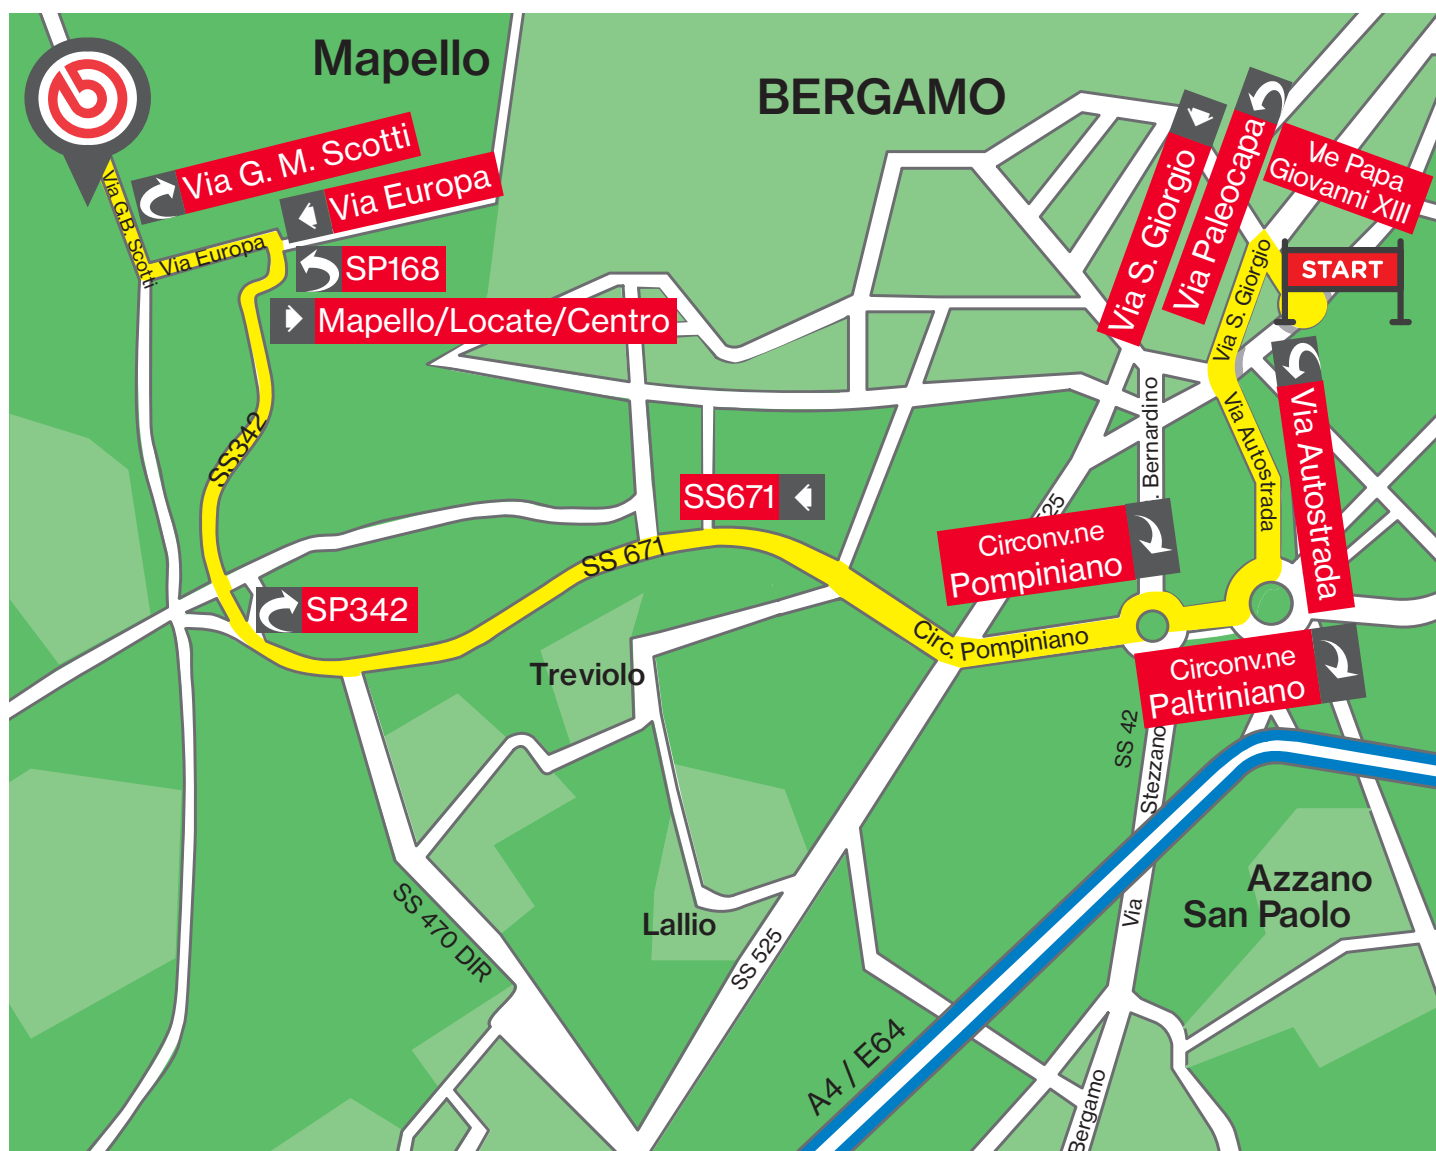 Mapello
BERGAMO
Via G. M. Scotti
Via Europa
Via G.B. Scotti
Via Europa
SP168
Mapello/Locate/Centro
Via S. Giorgio
Via Paleocapa
Vle Papa
Giovanni XIII
START
Via S. Giorgio
Via Autostrada
Via Autostrada
. Bernardino
SS342
SS671
SS 671
525
Circonv.ne
Pompiniano
SP342
Circ. Pompiniano
Circonv.ne
Paltriniano
Treviolo
SS 42
Stezzano
Via
Azzano
San Paolo
Lallio
SS 470 DIR
SS 525
A4 / E64
Bergamo